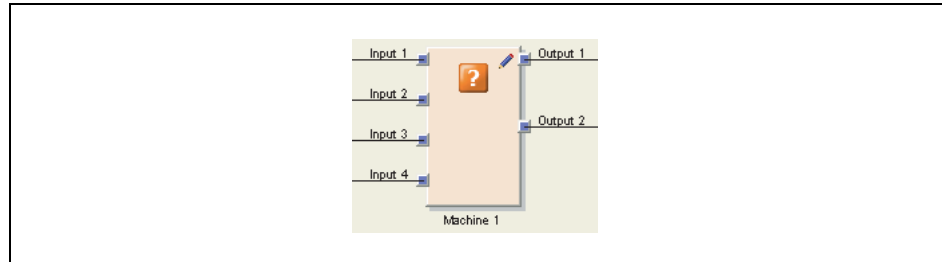 Input 1
Output 1
?
Input 2
Output 2
Input 3
Input 4
Machine 1